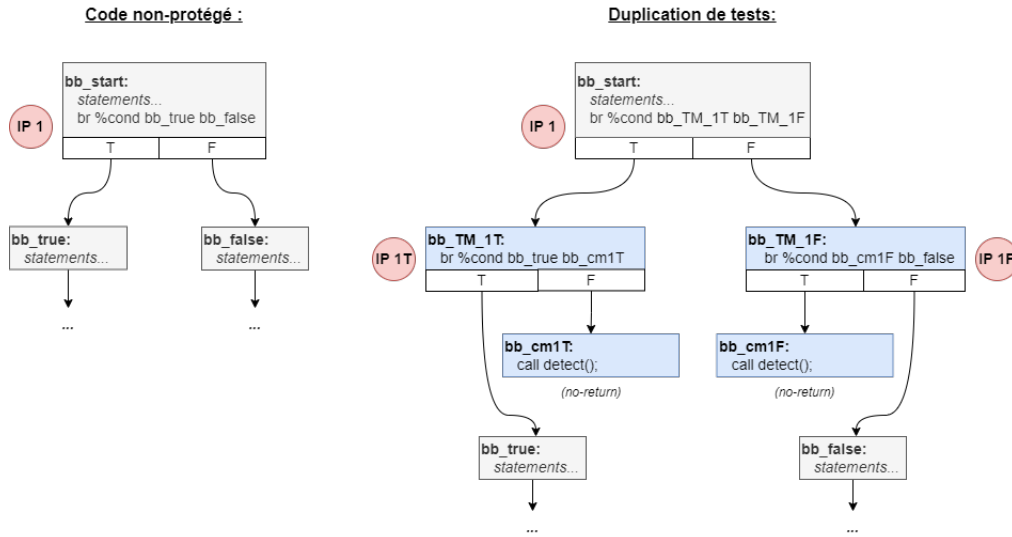 Code non-protégé :
bb_start:
statements...
br %cond bb_true bb_false
IP 1
T
F
bb_true:
statements...
bb_false:
statements...
...
...
Duplication de tests:
bb_start:
statements...
br %cond bb_TM_1T bb_TM_1F
IP 1
T
F
bb_TM_1T:
br %cond bb_true bb_cm1T
IP 1T
T
F
bb_TM_1F:
br %cond bb_cm1F bb_false
IP 1F
T
F
bb_cm1T:
call detect();
(no-return)
bb_cm1F:
call detect();
(no-return)
bb_true:
statements...
bb_false:
statements...
...
...